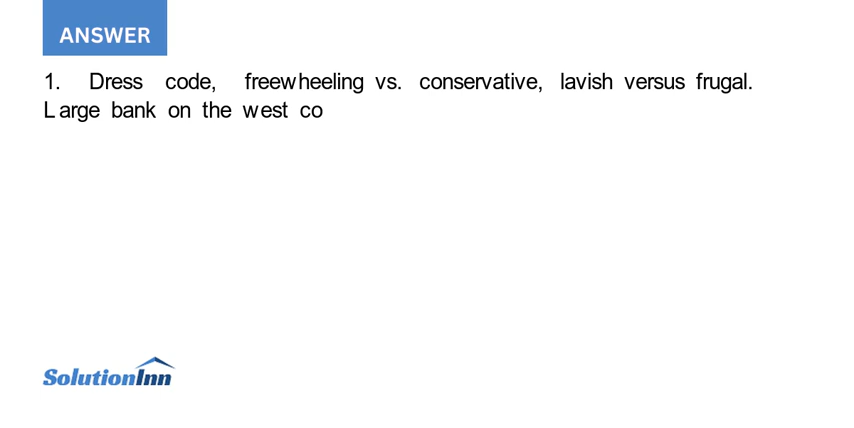 ANSWER
1. Dress code, freewheeling vs. conservative, lavish versus frugal.
Large bank on the west co
SolutionInn